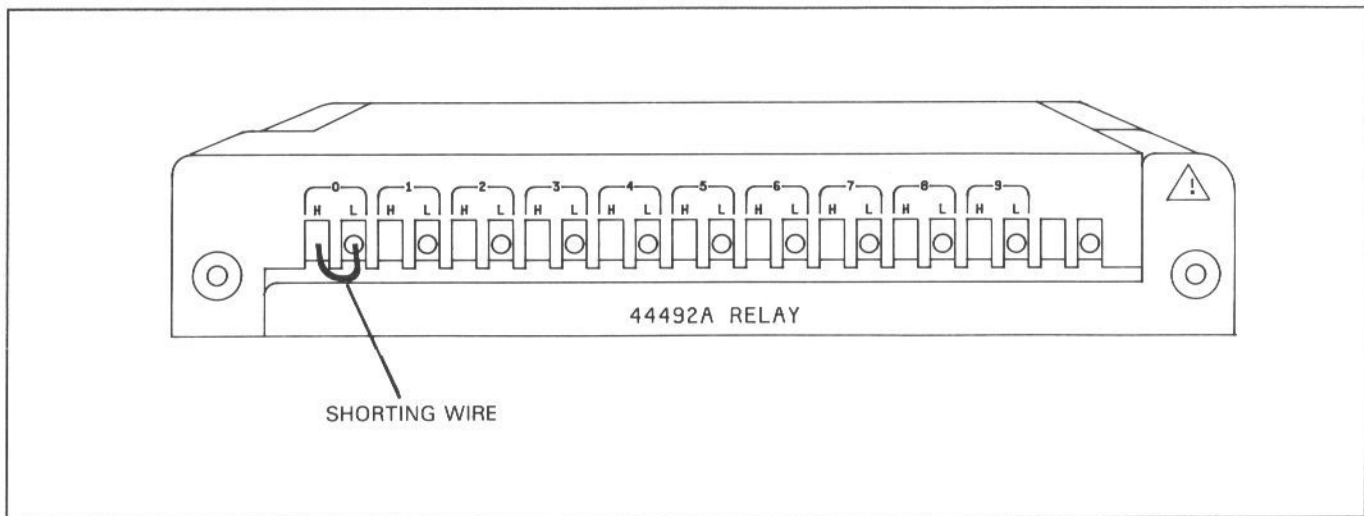 0 1 2 3 4 5 6 7 8 9
H L H L H L H L H L H L H L H L H L H L
!
44492A RELAY
SHORTING WIRE